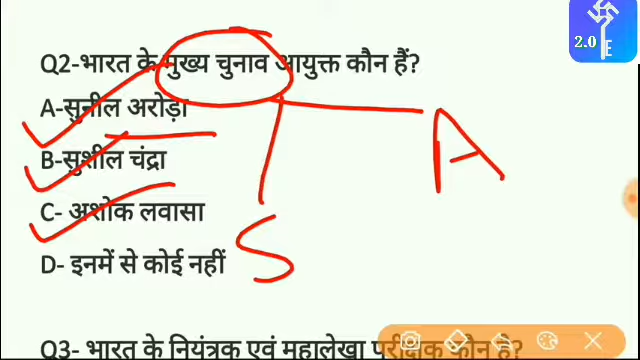 2.0 E
Q2-भारत के मुख्य चुनाव आयुक्त कौन हैं?
A-सुनील अरोड़ा
B-सुशील चंद्रा
C- अशोक लवासा
D- इनमें से कोई नहीं
S A
Q3- भारत के नियंत्रक एवं महालेखा परीक्षक कौन है?